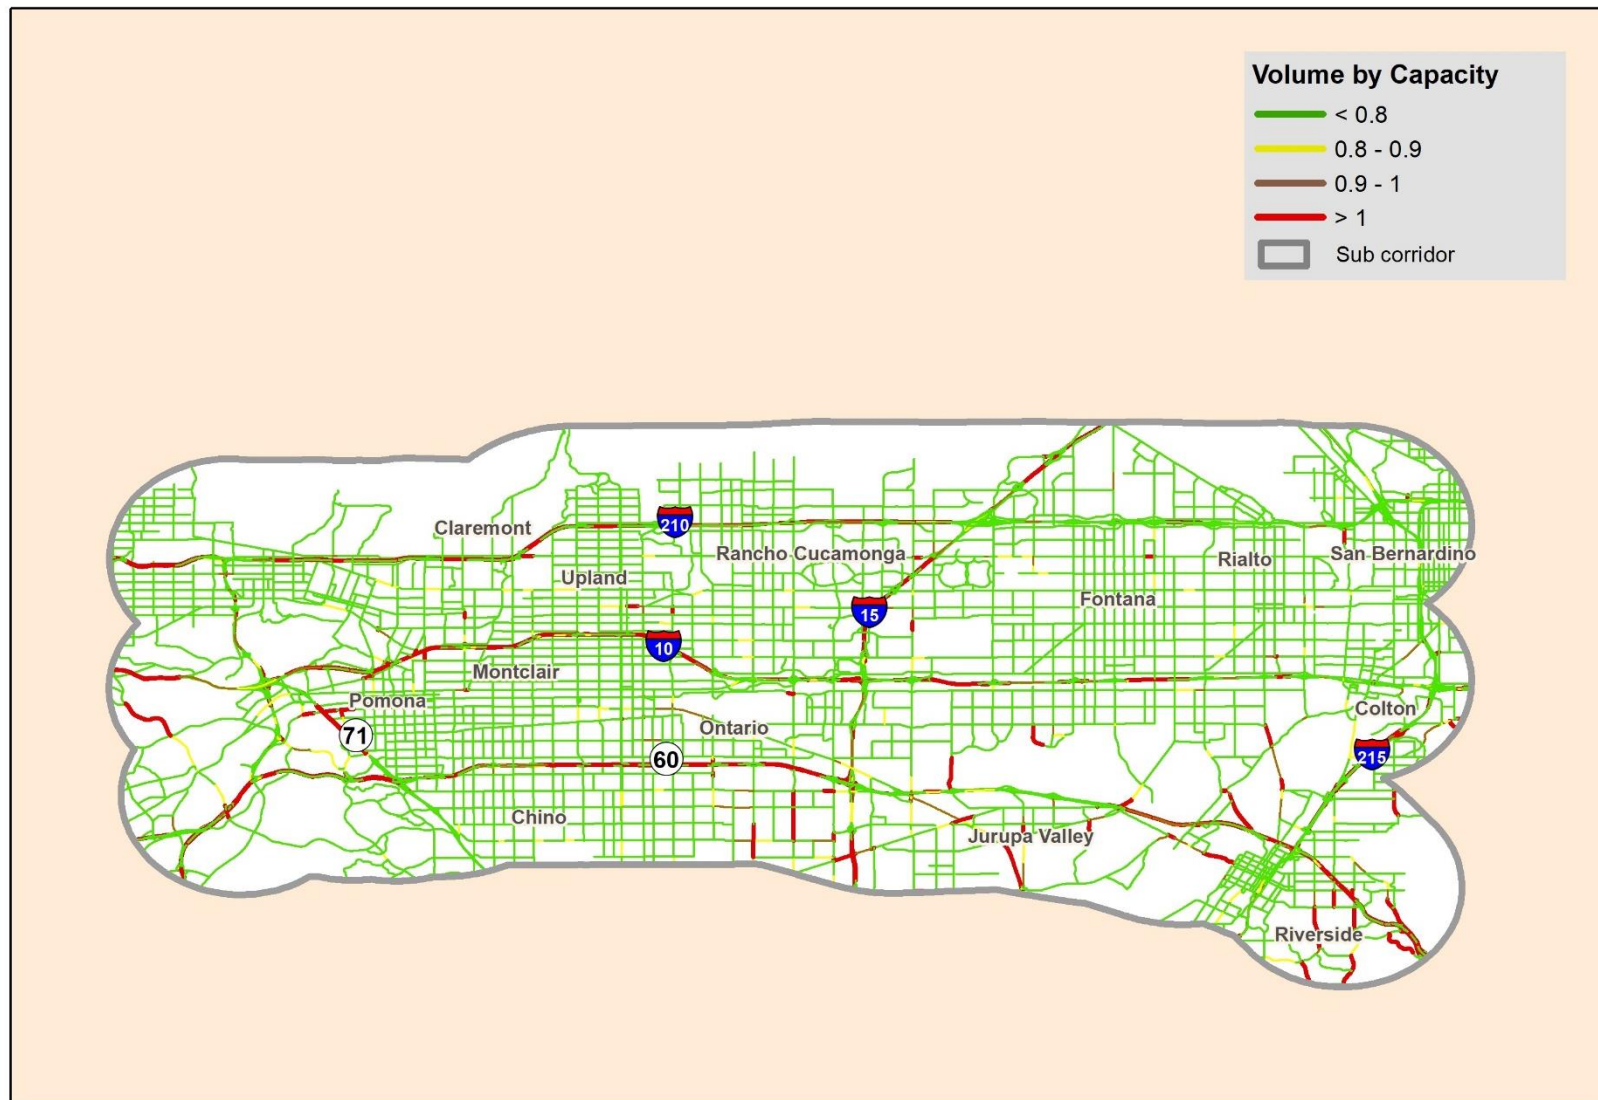 Volume by Capacity
< 0.8
0.8 - 0.9
0.9 - 1
> 1
Sub corridor
210
Claremont
Rancho Cucamonga
Rialto
San Bernardino
Upland
Fontana
15
10
Montclair
Pomona
Colton
71
Ontario
60
215
Chino
Jurupa Valley
Riverside